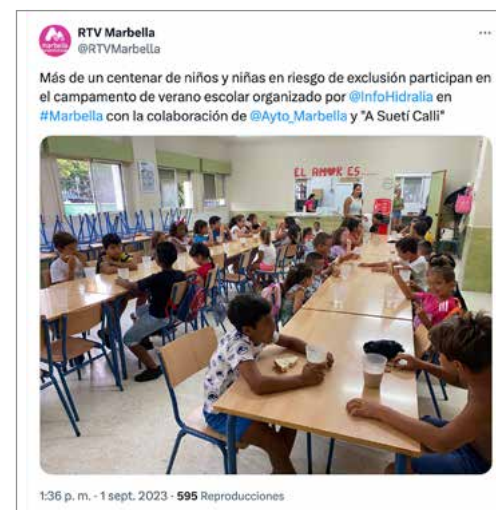 RTV Marbella
@RTVMarbella
Más de un centenar de niños y niñas en riesgo de exclusión participan en
el campamento de verano escolar organizado por @InfoHidralia en
#Marbella con la colaboración de @Ayto_Marbella y "A Suetí Calli"
EL AMOR ES...
1:36 p. m. · 1 sept. 2023 · 595 Reproducciones